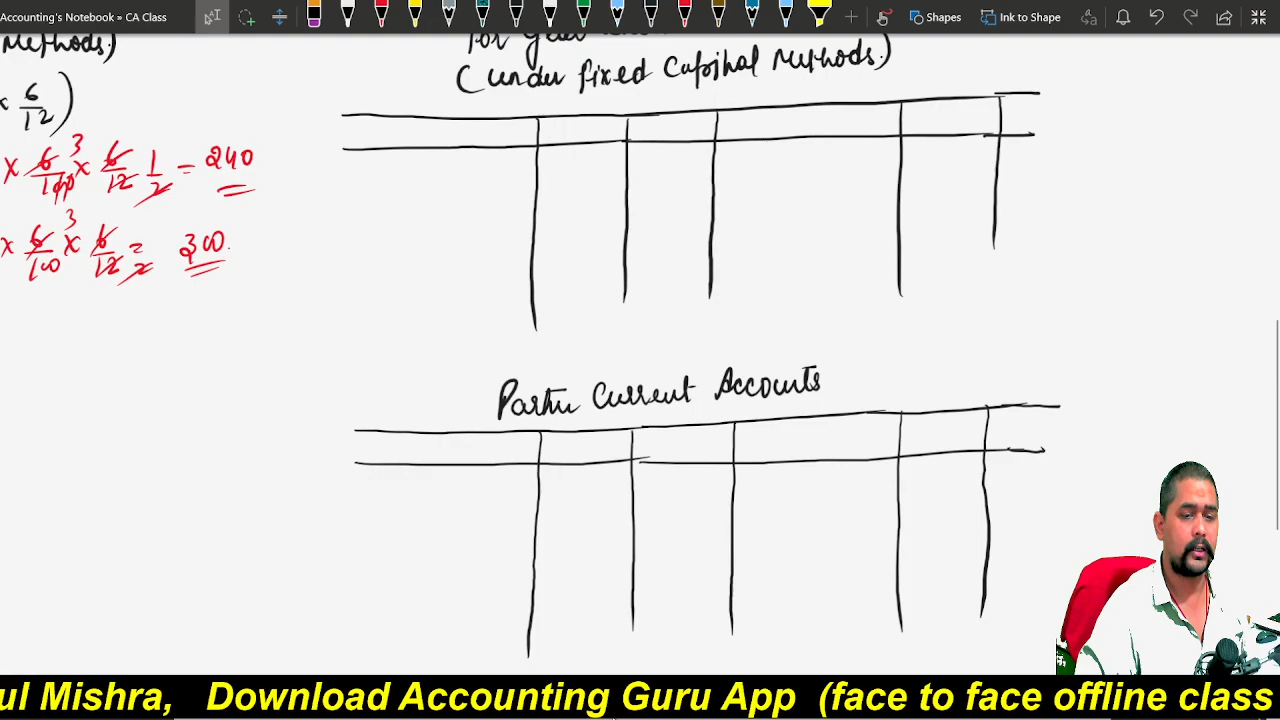 Accounting's Notebook » CA Class
Shapes
Ink to Shape
Methods)
(Under fixed Capital Methods.)
× 6/12)
× 6/100 × 6/12 1/2 = 240
3
× 6/100 × 6/12 = 300.
3
2
Partner Current Accounts
ul Mishra, Download Accounting Guru App (face to face offline class